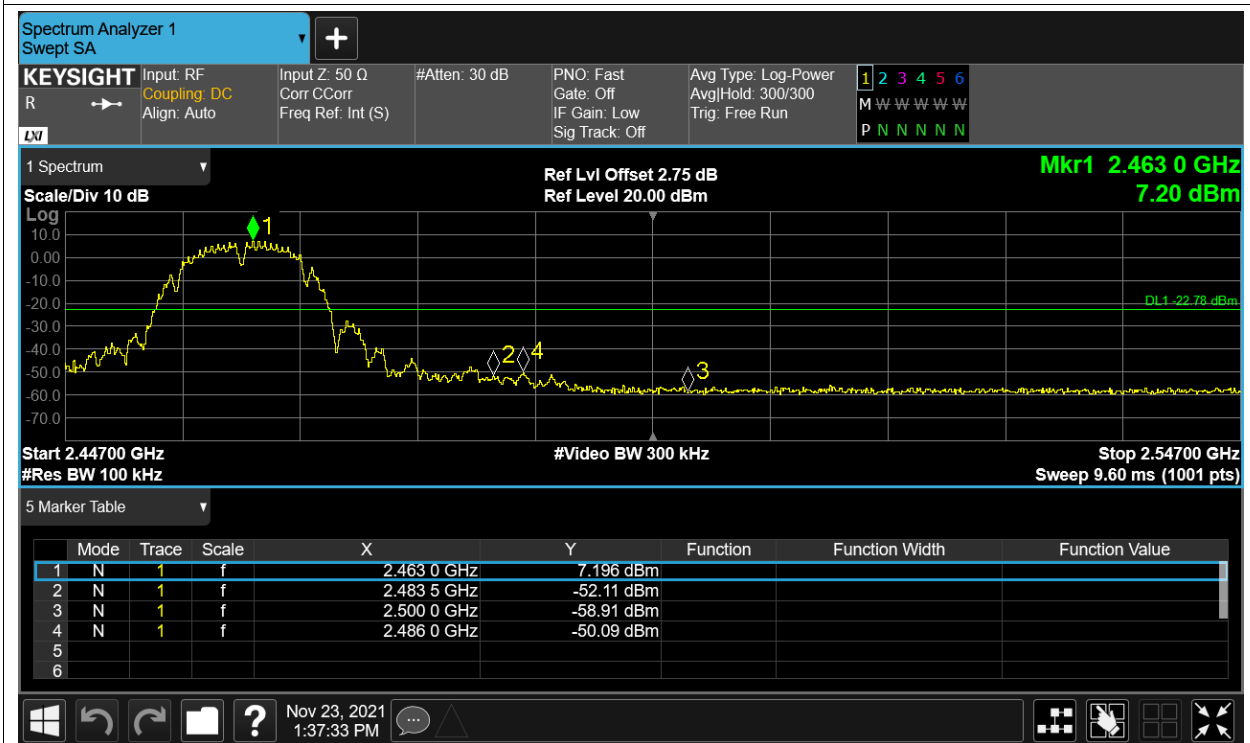 Spectrum Analyzer 1
Swept SA
KEYSIGHT
R
LXI
Input: RF
Coupling: DC
Align: Auto
Input Z: 50 Ω
Corr CCorr
Freq Ref: Int (S)
#Atten: 30 dB
PNO: Fast
Gate: Off
IF Gain: Low
Sig Track: Off
Avg Type: Log-Power
Avg|Hold: 300/300
Trig: Free Run
1 2 3 4 5 6
M W W W W W
P N N N N N
1 Spectrum
Scale/Div 10 dB
Ref Lvl Offset 2.75 dB
Ref Level 20.00 dBm
Mkr1 2.463 0 GHz
7.20 dBm
Log
10.0
0.00
-10.0
-20.0
-30.0
-40.0
-50.0
-60.0
-70.0
1
2
4
3
DL1 -22.78 dBm
Start 2.44700 GHz
#Res BW 100 kHz
#Video BW 300 kHz
Stop 2.54700 GHz
Sweep 9.60 ms (1001 pts)
5 Marker Table
Mode Trace Scale X Y Function Function Width Function Value
1 N 1 f 2.463 0 GHz 7.196 dBm
2 N 1 f 2.483 5 GHz -52.11 dBm
3 N 1 f 2.500 0 GHz -58.91 dBm
4 N 1 f 2.486 0 GHz -50.09 dBm
5
6
?
Nov 23, 2021
1:37:33 PM